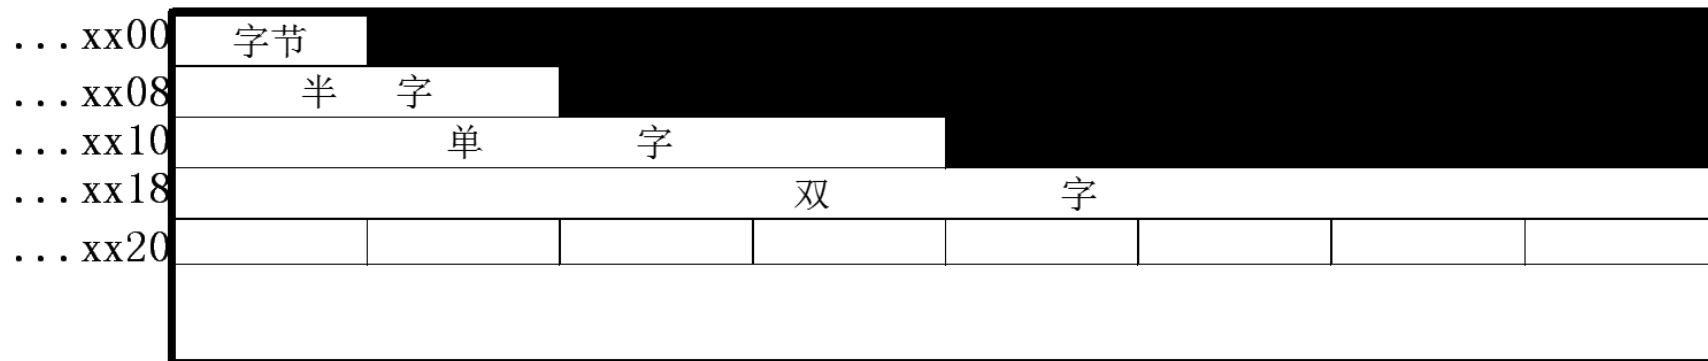 ...xx00 字节
...xx08 半 字
...xx10 单 字
...xx18 双 字
...xx20